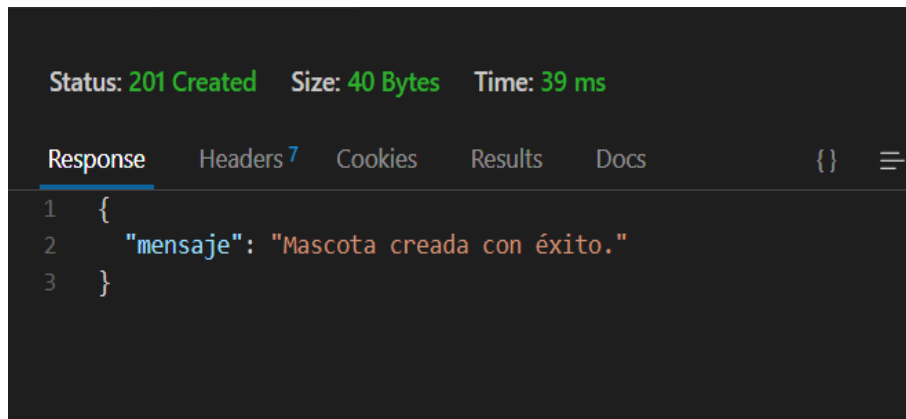 Status: 201 Created Size: 40 Bytes Time: 39 ms
Response Headers 7 Cookies Results Docs {}
1 {
2 "mensaje": "Mascota creada con éxito."
3 }